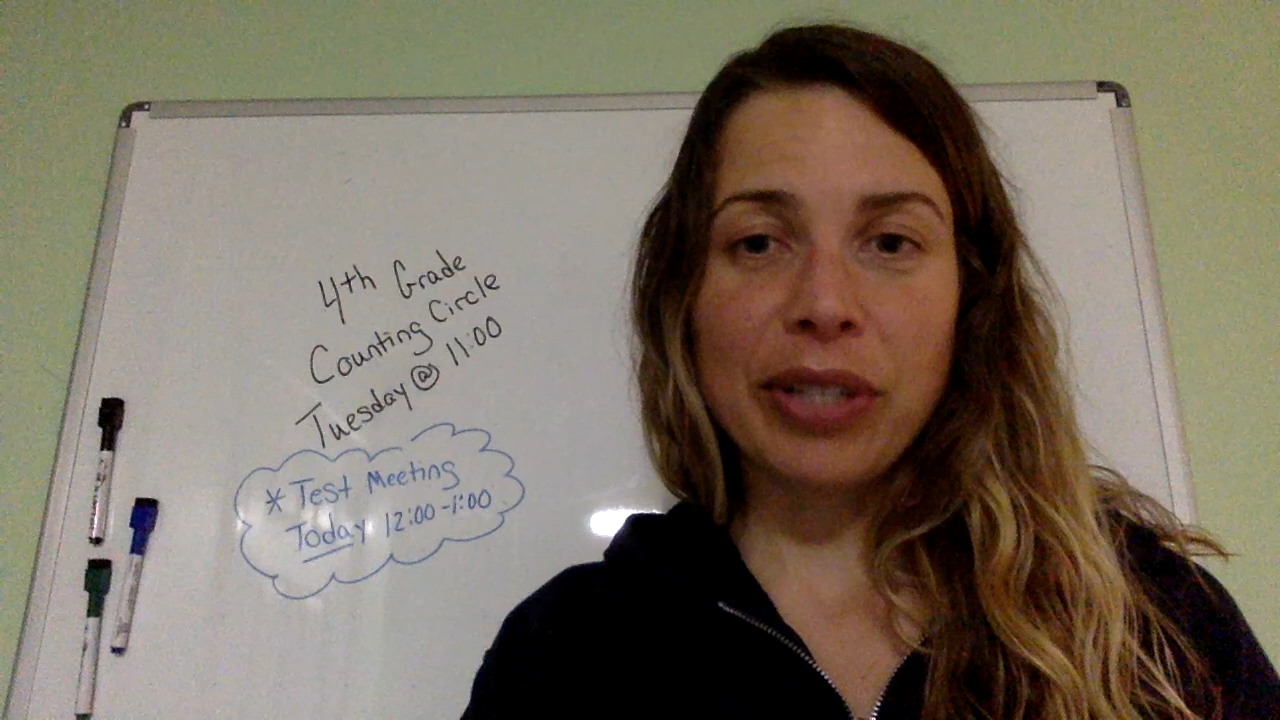 4th Grade
Counting Circle
Tuesday @ 11:00
* Test Meeting
Today 12:00-1:00